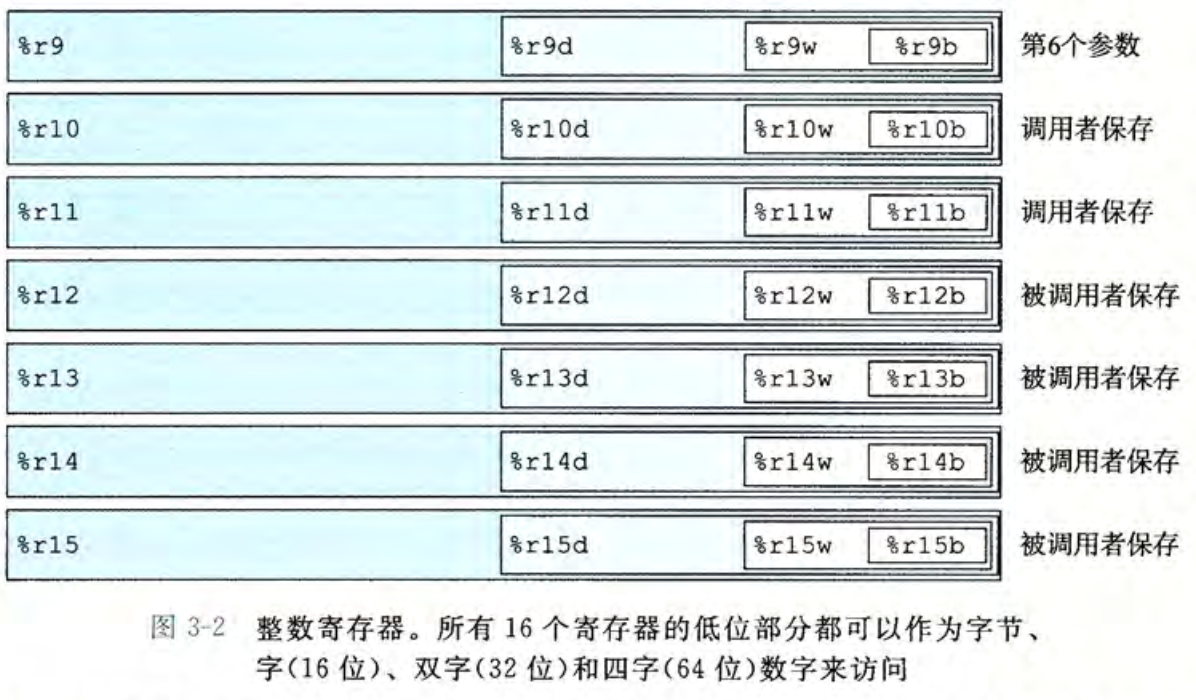 %r9 %r9d %r9w %r9b 第6个参数
%r10 %r10d %r10w %r10b 调用者保存
%r11 %r11d %r11w %r11b 调用者保存
%r12 %r12d %r12w %r12b 被调用者保存
%r13 %r13d %r13w %r13b 被调用者保存
%r14 %r14d %r14w %r14b 被调用者保存
%r15 %r15d %r15w %r15b 被调用者保存
图 3-2 整数寄存器。所有 16 个寄存器的低位部分都可以作为字节、
字(16 位)、双字(32 位)和四字(64 位)数字来访问